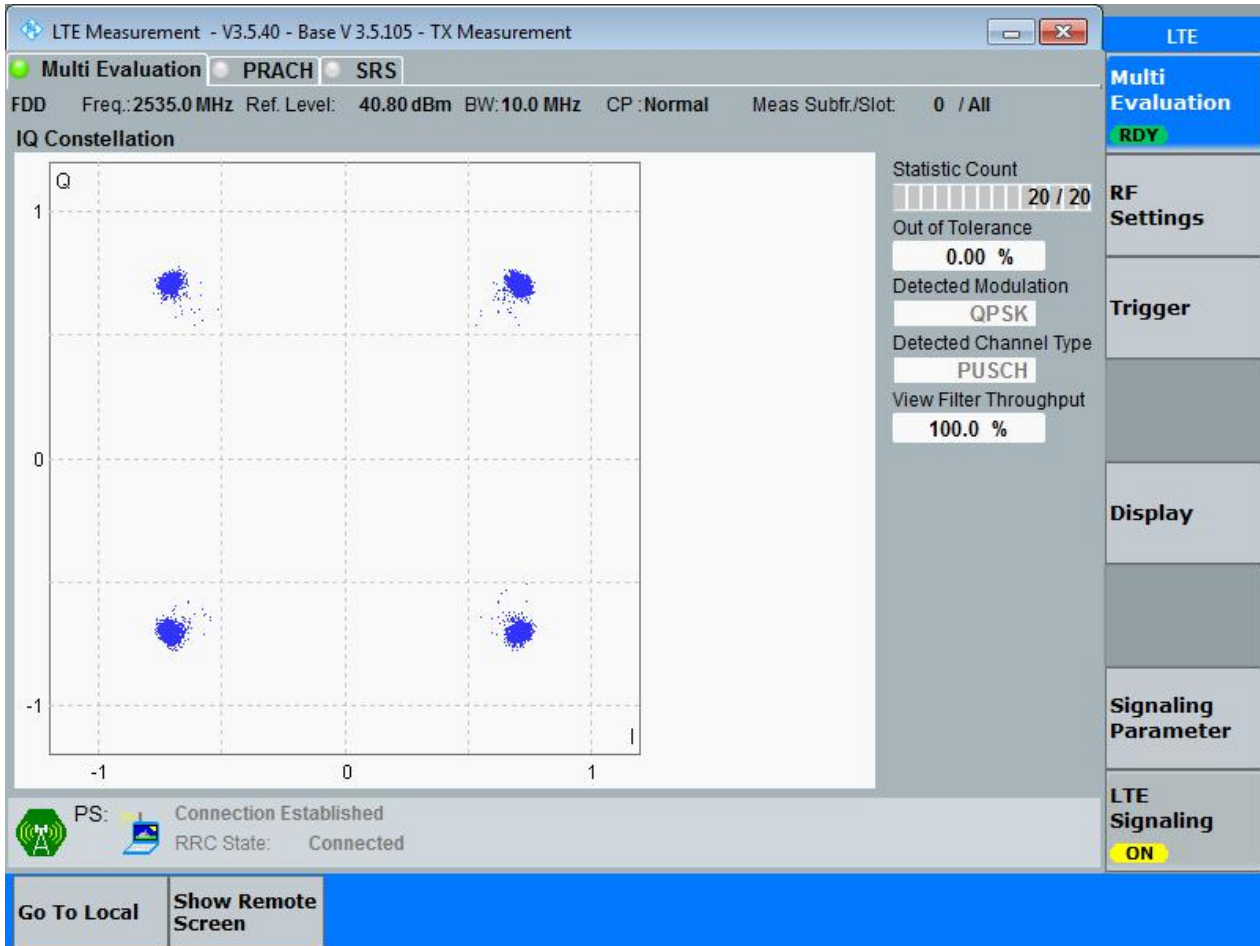 LTE Measurement - V3.5.40 - Base V 3.5.105 - TX Measurement
LTE
Multi Evaluation PRACH SRS
FDD Freq.: 2535.0 MHz Ref. Level: 40.80 dBm BW: 10.0 MHz CP : Normal Meas Subfr./Slot: 0 / All
IQ Constellation
Q
1
0
-1
-1 0 1
I
Statistic Count
20 / 20
Out of Tolerance
0.00 %
Detected Modulation
QPSK
Detected Channel Type
PUSCH
View Filter Throughput
100.0 %
Multi
Evaluation
RDY
RF
Settings
Trigger
Display
Signaling
Parameter
LTE
Signaling
ON
PS: Connection Established
RRC State: Connected
Go To Local
Show Remote
Screen